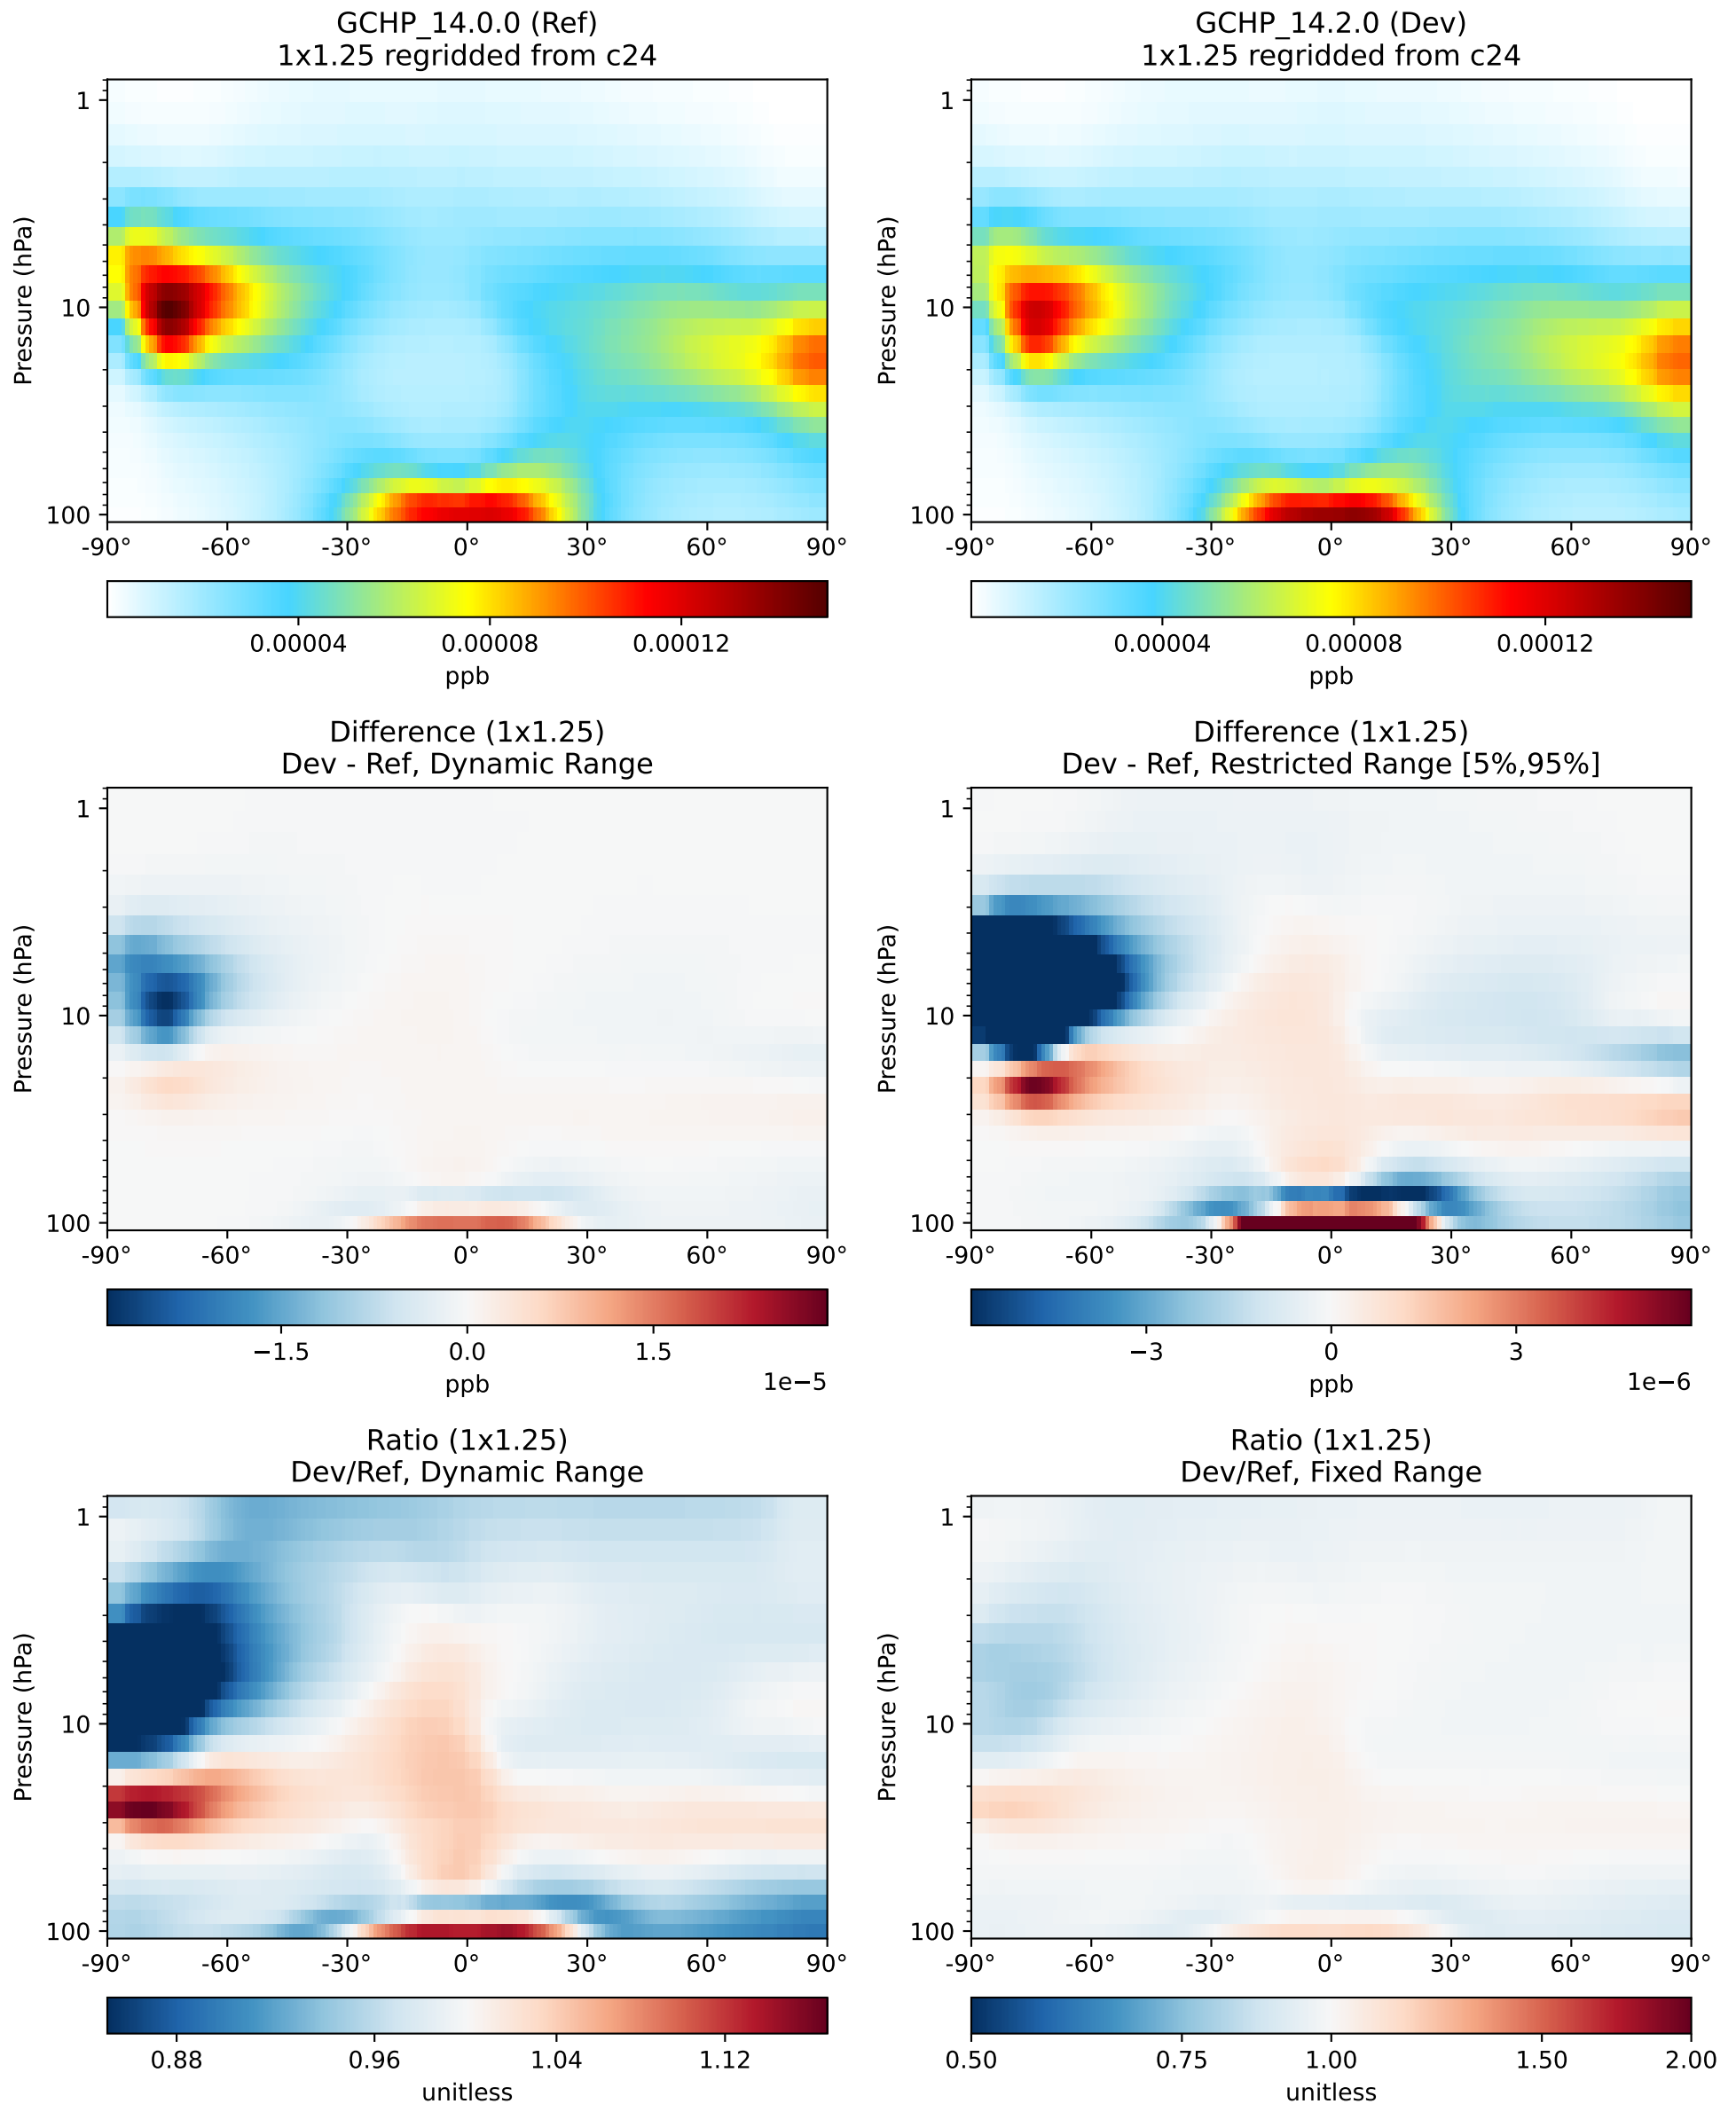 GCHP_14.0.0 (Ref)
1x1.25 regridded from c24
Pressure (hPa)
1
10
100
-90° -60° -30° 0° 30° 60° 90°
0.00004 0.00008 0.00012
ppb
GCHP_14.2.0 (Dev)
1x1.25 regridded from c24
Pressure (hPa)
1
10
100
-90° -60° -30° 0° 30° 60° 90°
0.00004 0.00008 0.00012
ppb
Difference (1x1.25)
Dev - Ref, Dynamic Range
Pressure (hPa)
1
10
100
-90° -60° -30° 0° 30° 60° 90°
−1.5 0.0 1.5
ppb 1e−5
Difference (1x1.25)
Dev - Ref, Restricted Range [5%,95%]
Pressure (hPa)
1
10
100
-90° -60° -30° 0° 30° 60° 90°
−3 0 3
ppb 1e−6
Ratio (1x1.25)
Dev/Ref, Dynamic Range
Pressure (hPa)
1
10
100
-90° -60° -30° 0° 30° 60° 90°
0.88 0.96 1.04 1.12
unitless
Ratio (1x1.25)
Dev/Ref, Fixed Range
Pressure (hPa)
1
10
100
-90° -60° -30° 0° 30° 60° 90°
0.50 0.75 1.00 1.50 2.00
unitless